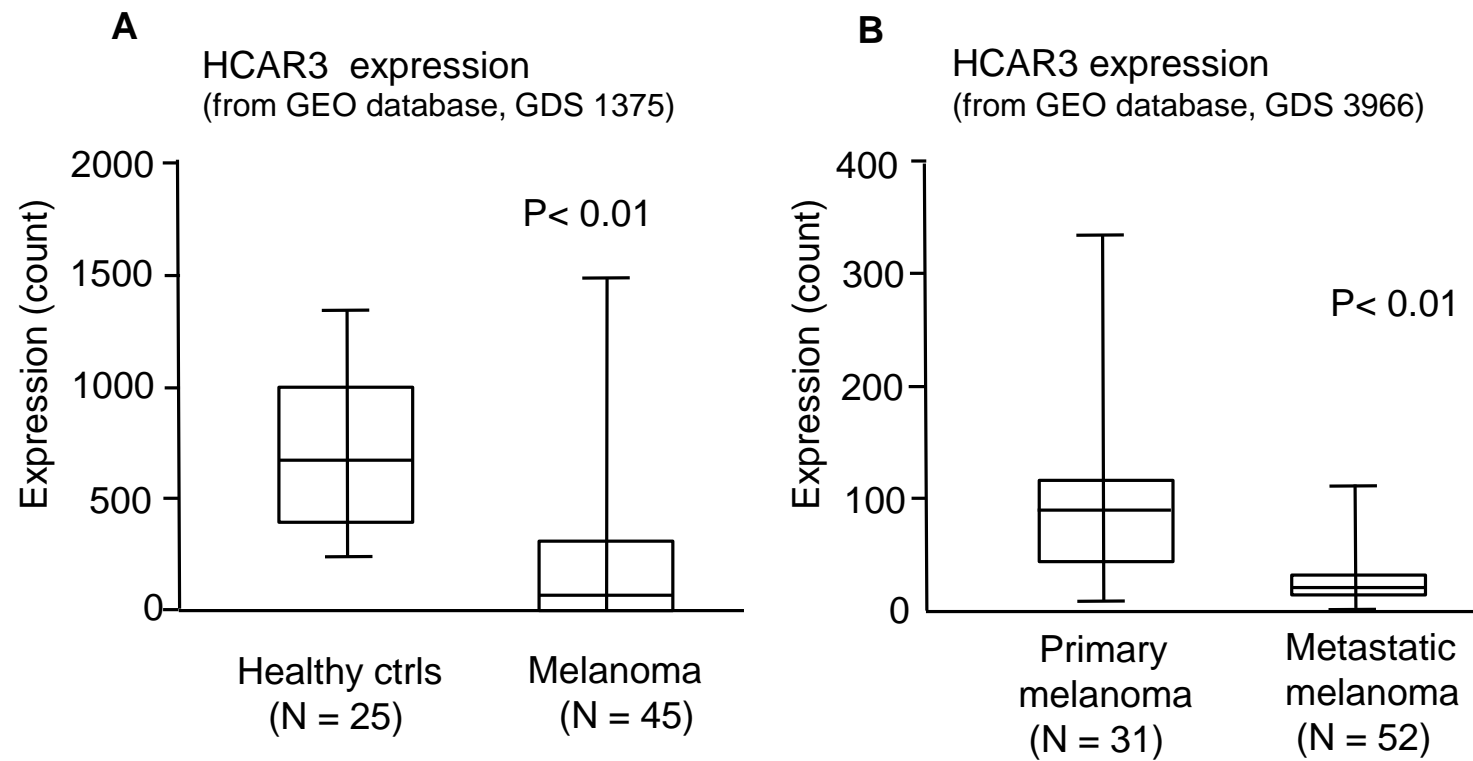 A
HCAR3 expression
(from GEO database, GDS 1375)
2000
1500
1000
500
0
Expression (count)
P< 0.01
Healthy ctrls
(N = 25)
Melanoma
(N = 45)
B
HCAR3 expression
(from GEO database, GDS 3966)
400
300
200
100
0
Expression (count)
P< 0.01
Primary
melanoma
(N = 31)
Metastatic
melanoma
(N = 52)